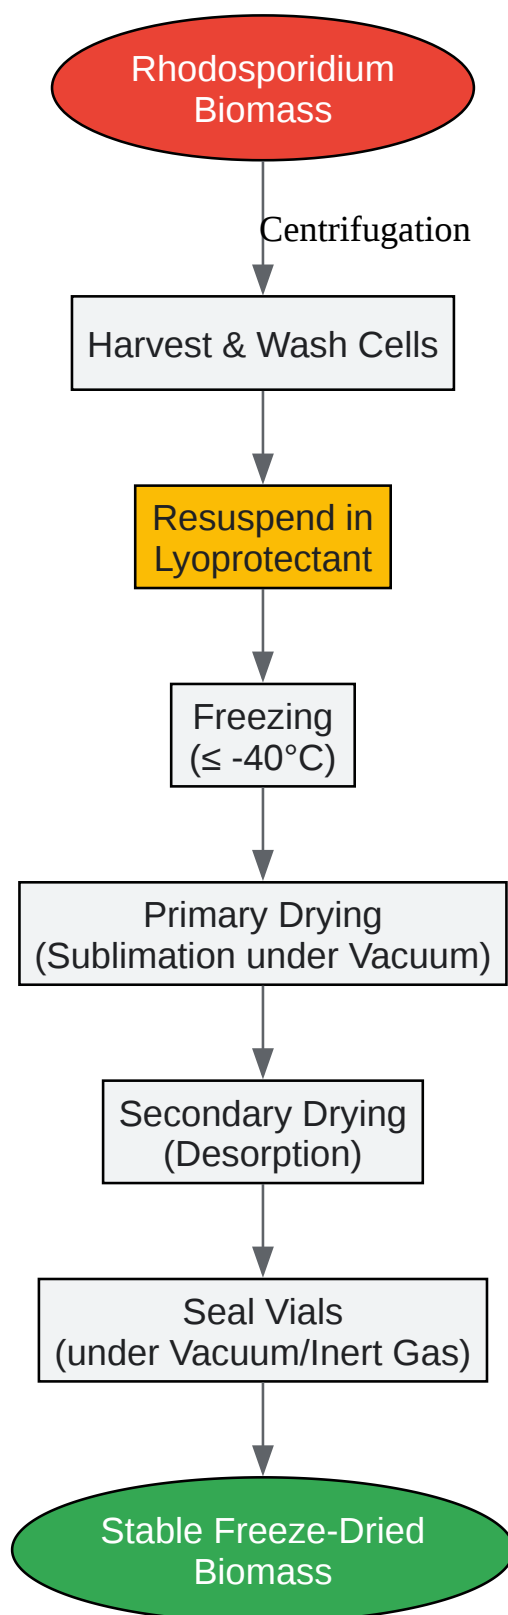 Rhodosporidium
Biomass
Centrifugation
Harvest & Wash Cells
Resuspend in
Lyoprotectant
Freezing
(≤ -40°C)
Primary Drying
(Sublimation under Vacuum)
Secondary Drying
(Desorption)
Seal Vials
(under Vacuum/Inert Gas)
Stable Freeze-Dried
Biomass